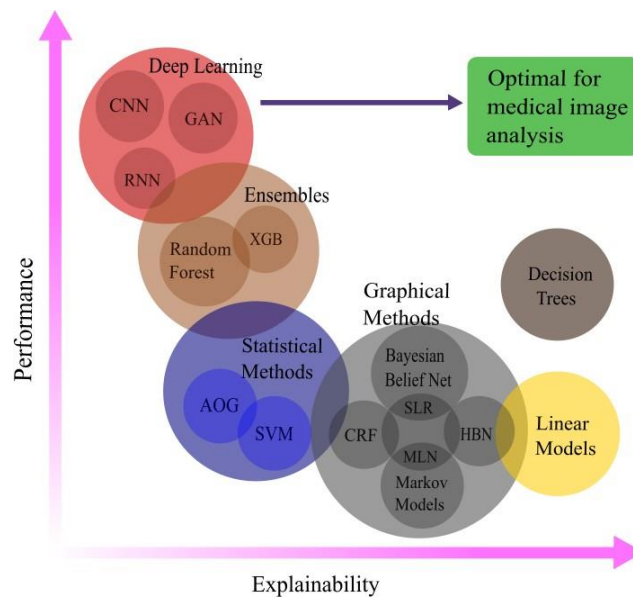 Deep Learning
CNN
GAN
RNN
Optimal for
medical image
analysis
Ensembles
XGB
Random
Forest
Decision
Trees
Graphical
Methods
Statistical
Methods
Bayesian
Belief Net
AOG
SVM
SLR
CRF
HBN
MLN
Markov
Models
Linear
Models
Performance
Explainability